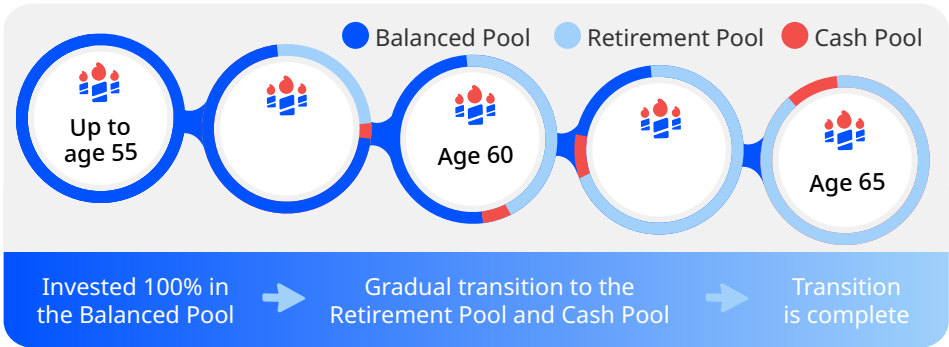 Balanced Pool
Retirement Pool
Cash Pool
Up to
age 55
Age 60
Age 65
Invested 100% in
the Balanced Pool
Gradual transition to the
Retirement Pool and Cash Pool
Transition
is complete